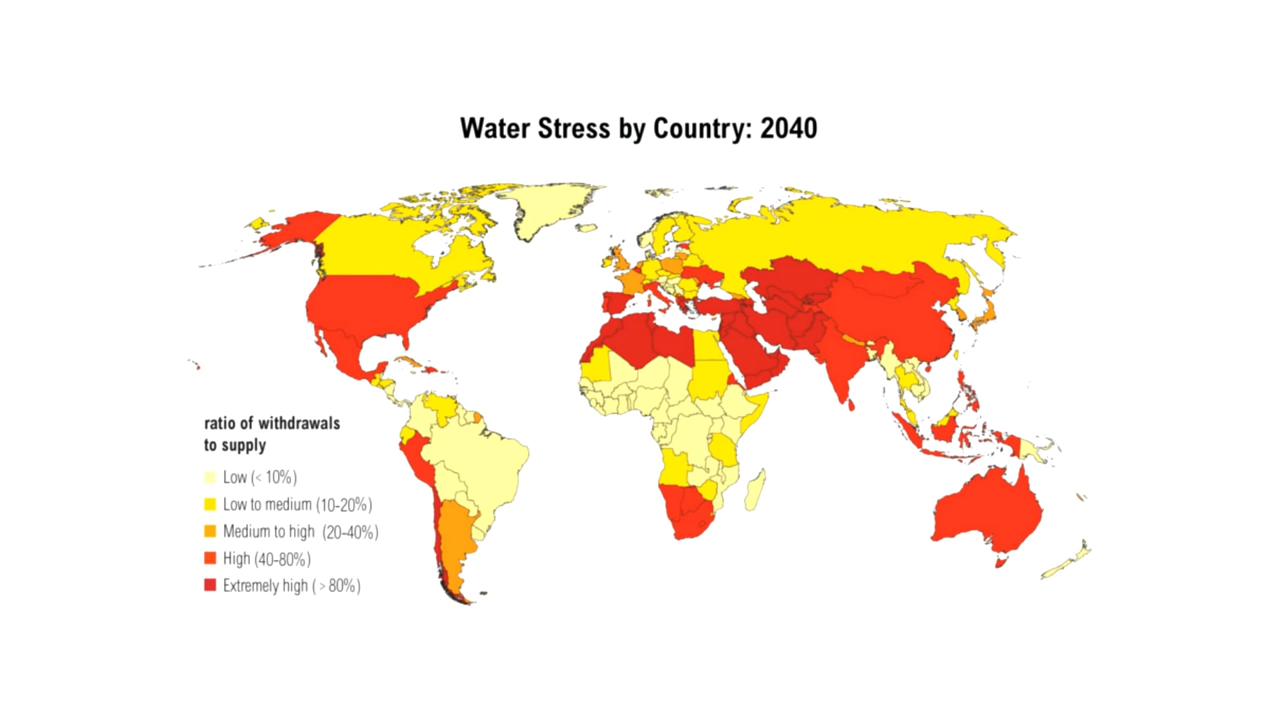 Water Stress by Country: 2040
ratio of withdrawals
to supply
Low (< 10%)
Low to medium (10-20%)
Medium to high (20-40%)
High (40-80%)
Extremely high ( > 80%)